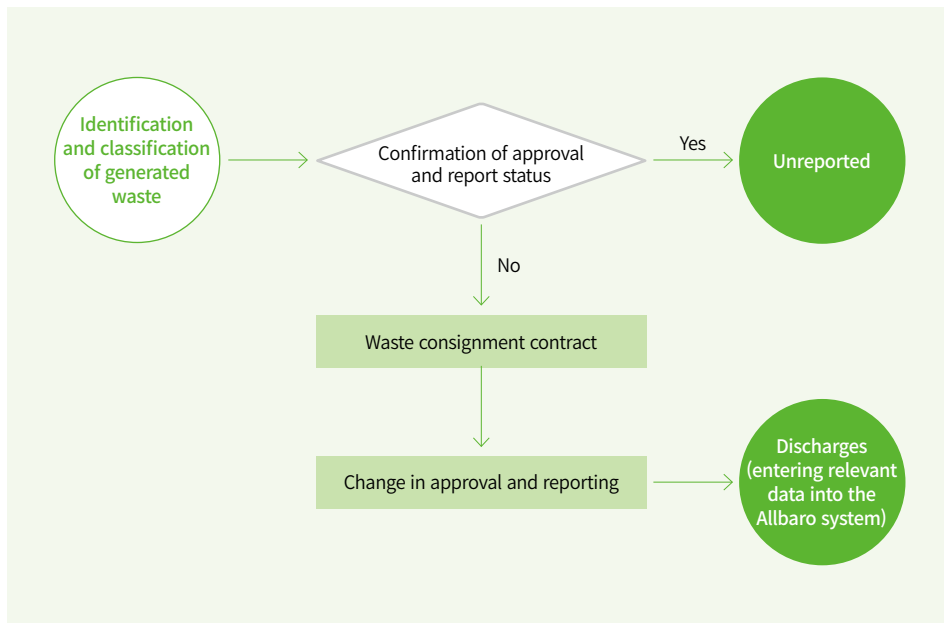 Identification
and classification
of generated
waste
Confirmation of approval
and report status
Yes
Unreported
No
Waste consignment contract
Change in approval and reporting
Discharges
(entering relevant
data into the
Allbaro system)